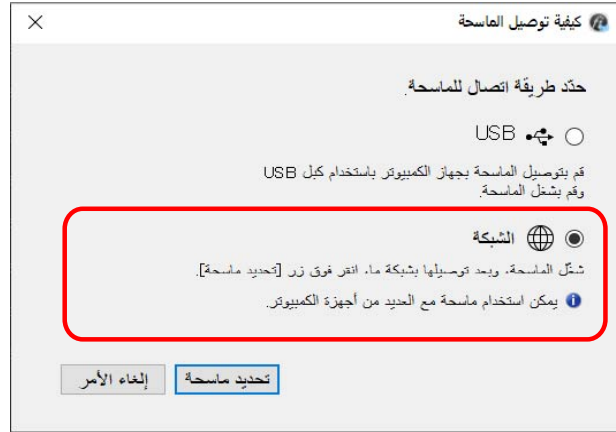 كيفية توصيل الماسحة
حدّد طريقة اتصال للماسحة.
USB
قم بتوصيل الماسحة بجهاز الكمبيوتر باستخدام كبل USB
وقم بشغل الماسحة.
الشبكة
شغّل الماسحة، وبعد توصيلها بشبكة ما، انقر فوق زر [تحديد ماسحة].
يمكن استخدام ماسحة مع العديد من أجهزة الكمبيوتر.
تحديد ماسحة
إلغاء الأمر